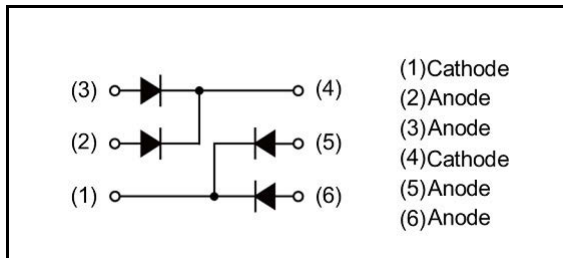 (3) (4) (1)Cathode
(2)Anode
(2) (5) (3)Anode
(4)Cathode
(1) (6) (5)Anode
(6)Anode